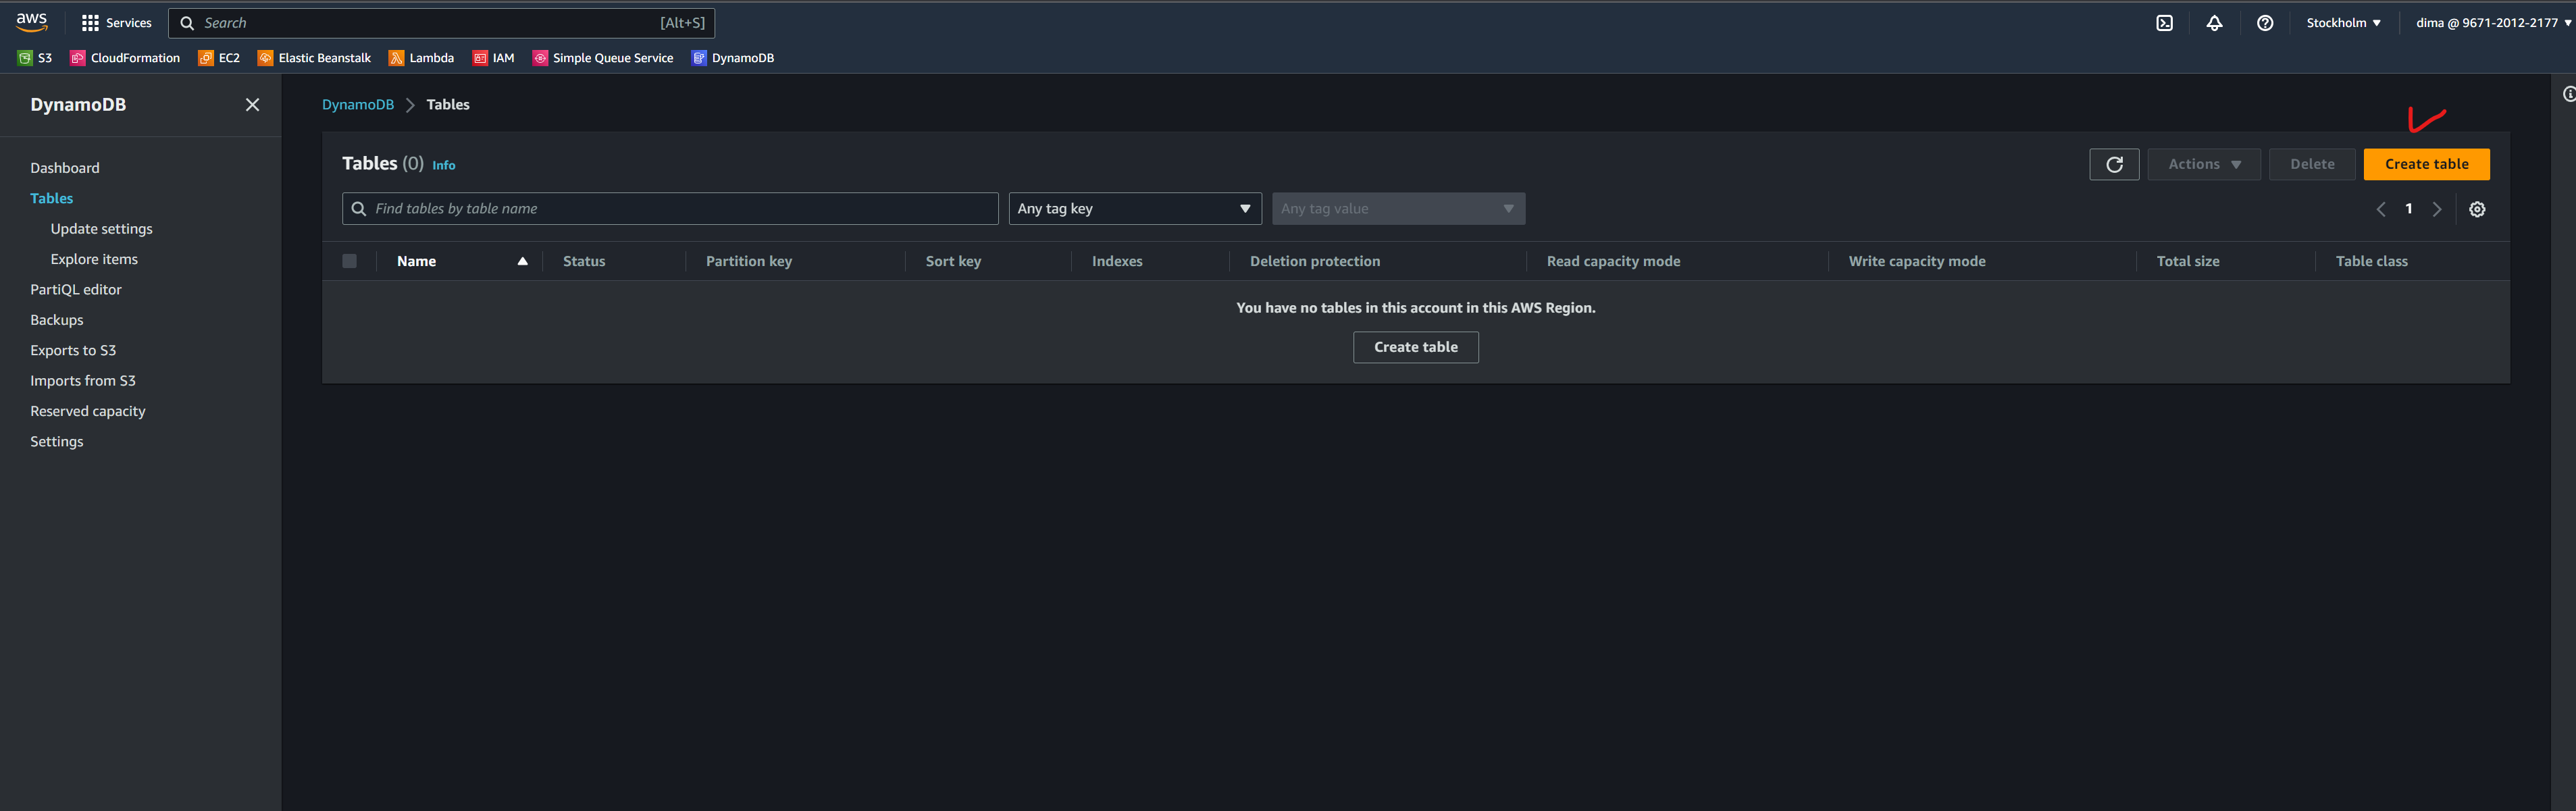 aws Services Search [Alt+S] Stockholm dima @ 9671-2012-2177
S3 CloudFormation EC2 Elastic Beanstalk Lambda IAM Simple Queue Service DynamoDB
DynamoDB
Dashboard
Tables
Update settings
Explore items
PartiQL editor
Backups
Exports to S3
Imports from S3
Reserved capacity
Settings
DynamoDB Tables
Tables (0) Info Actions Delete Create table
Find tables by table name Any tag key Any tag value 1
Name Status Partition key Sort key Indexes Deletion protection Read capacity mode Write capacity mode Total size Table class
You have no tables in this account in this AWS Region.
Create table